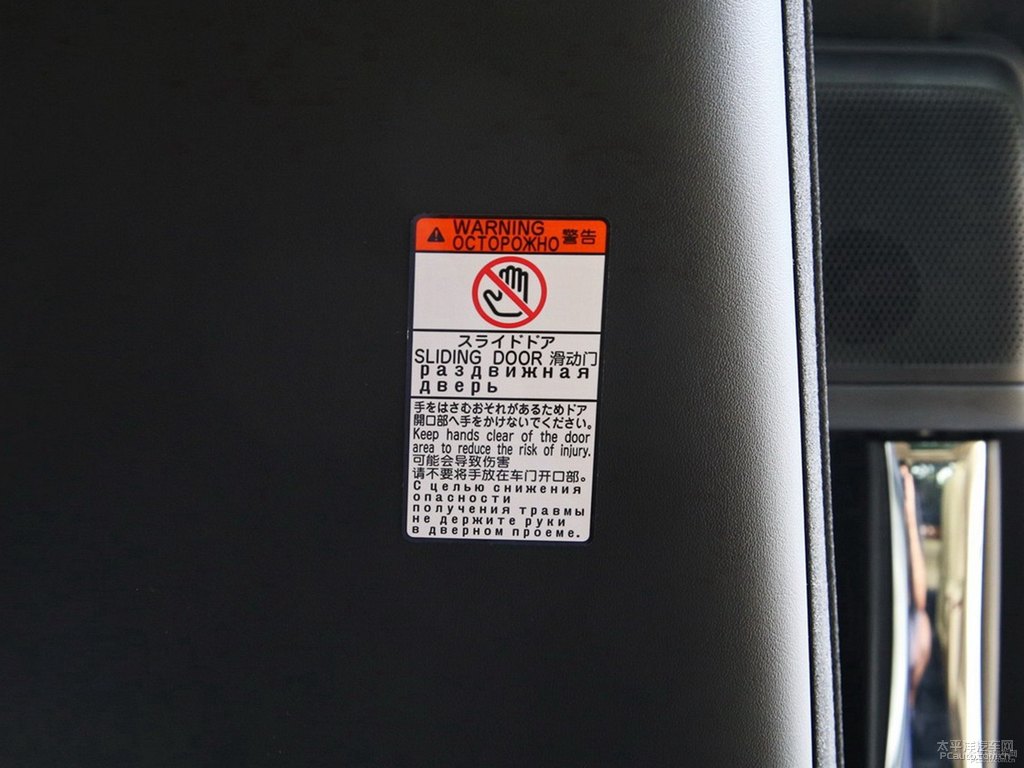 WARNING
ОСТОРОЖНО 警告
スライドドア
SLIDING DOOR 滑动门
раздвижная
дверь
手をはさむおそれがあるためドア
開口部へ手をかけないでください。
Keep hands clear of the door
area to reduce the risk of injury.
可能会导致伤害
请不要将手放在车门开口部。
С целью снижения
опасности
получения травмы
не держите руки
в дверном проеме.
太平洋汽车网
PCauto.com.cn